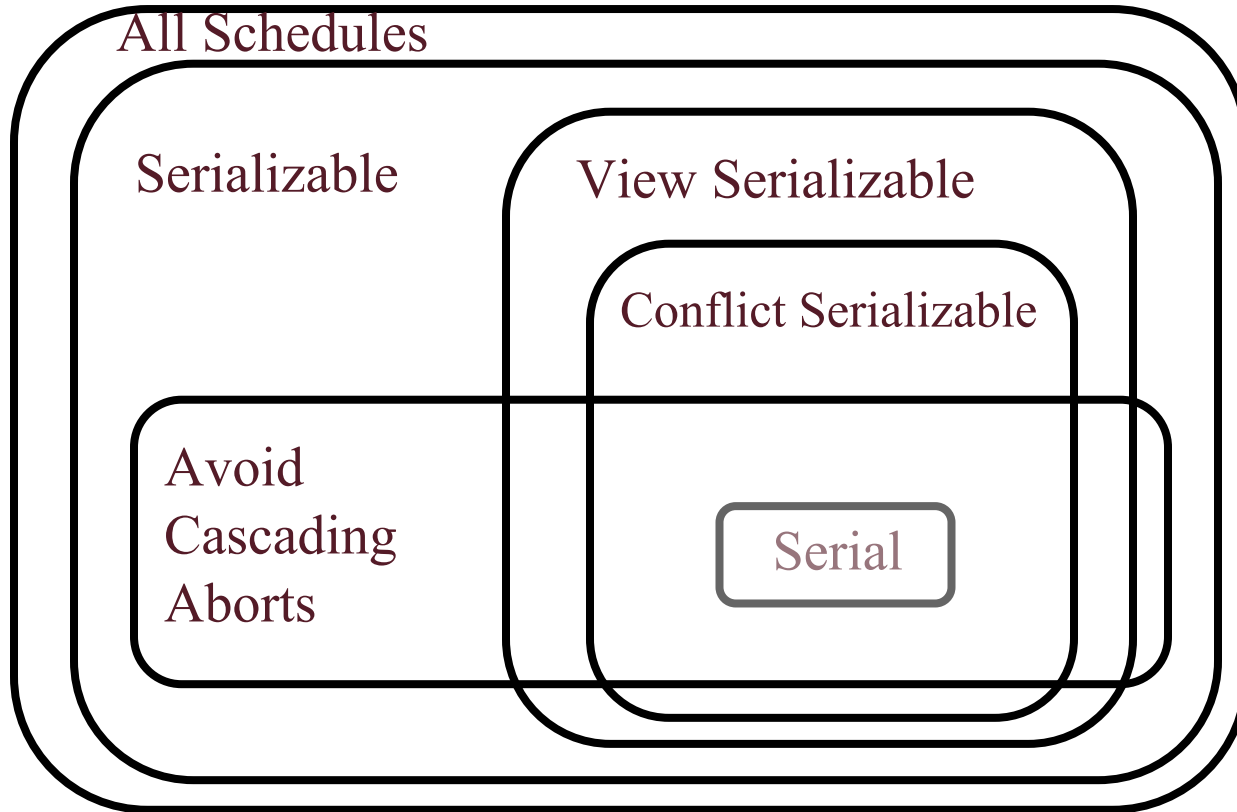 All Schedules
Serializable
View Serializable
Conflict Serializable
Avoid
Cascading
Aborts
Serial